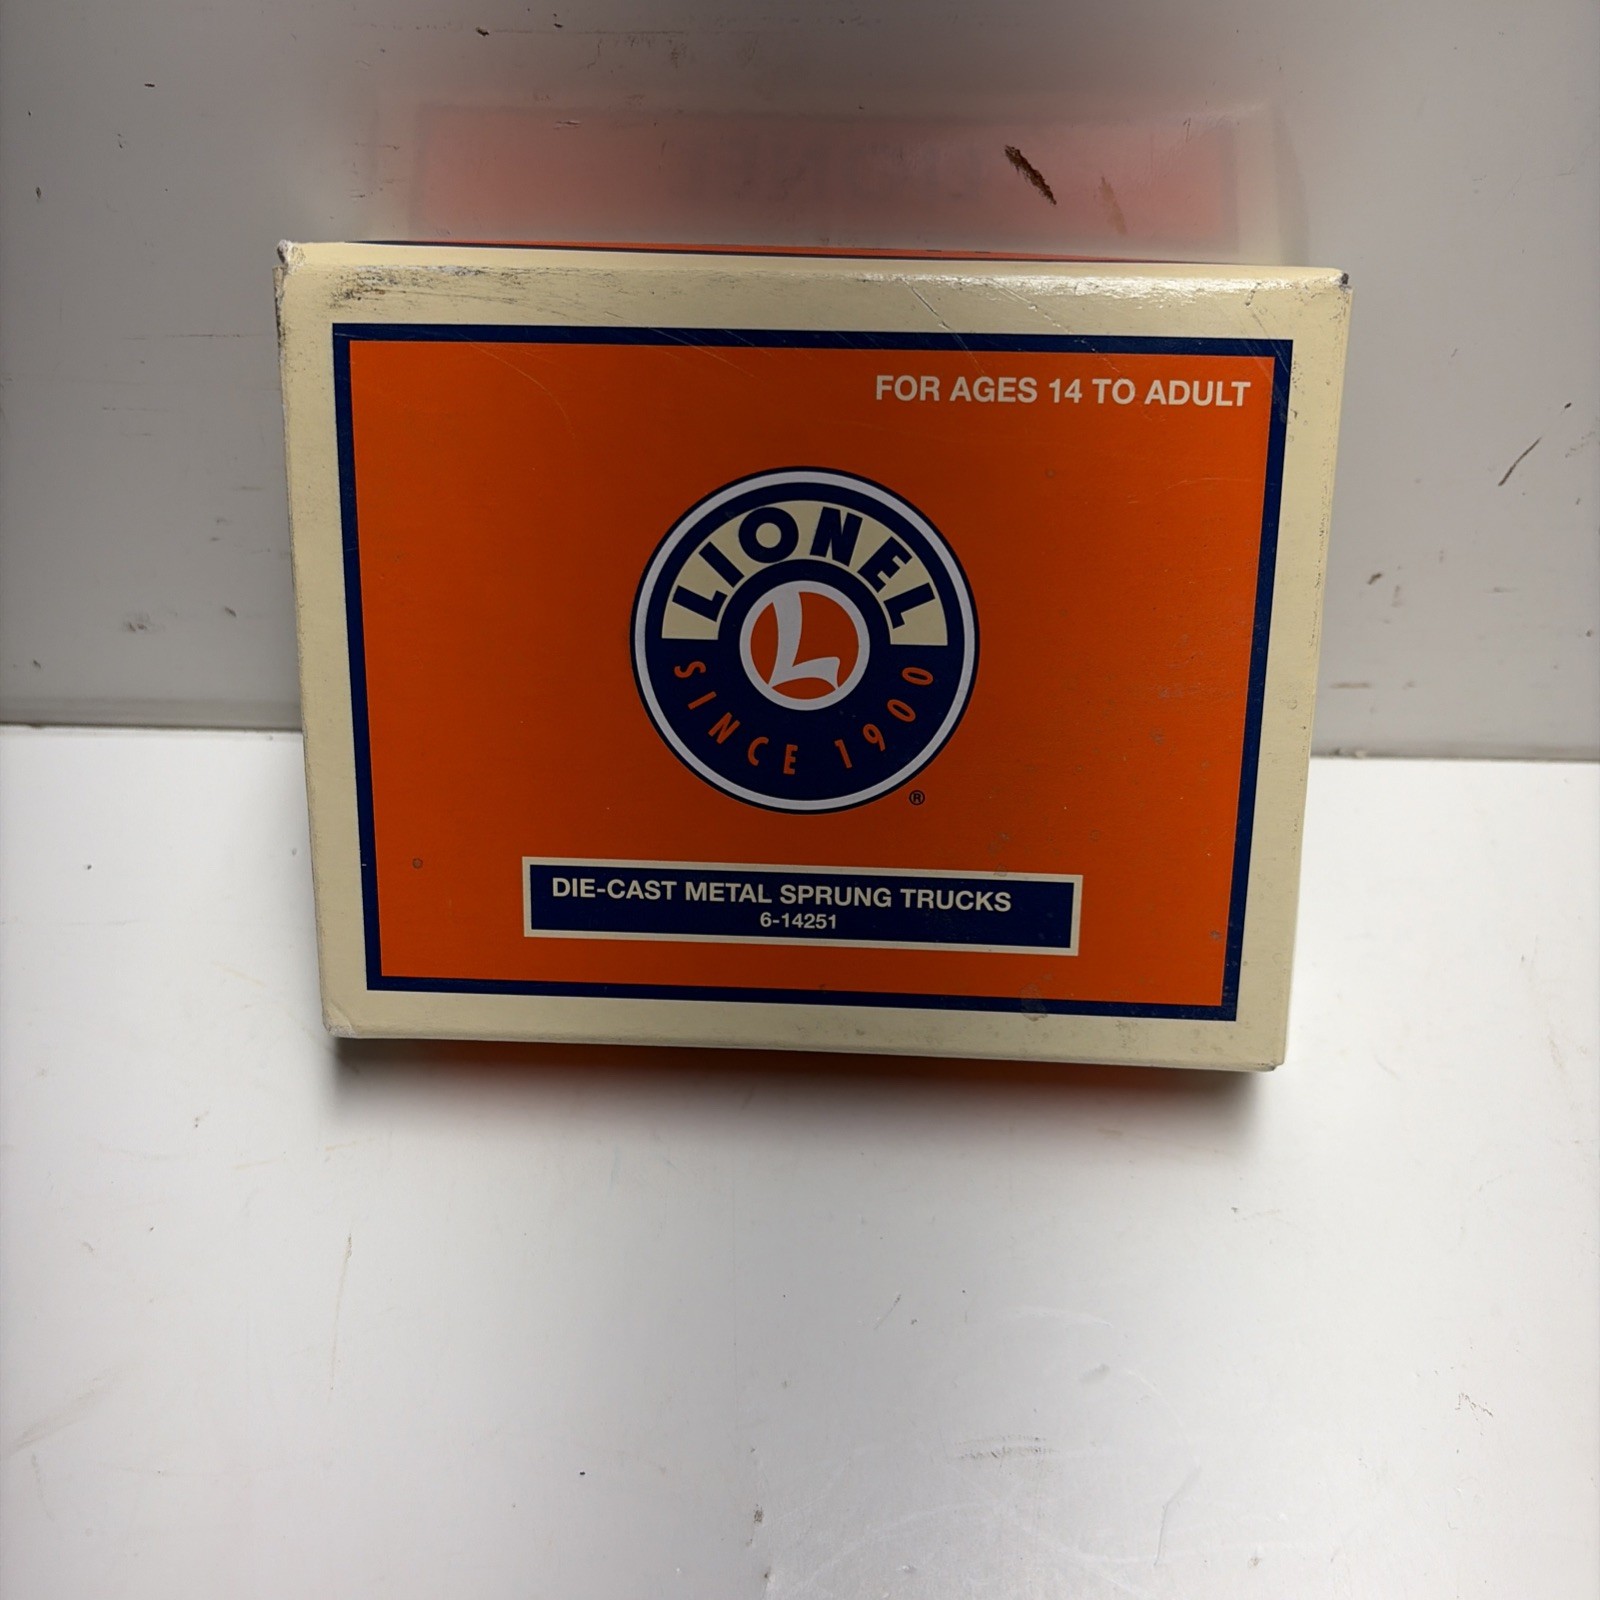 FOR AGES 14 TO ADULT
LIONEL
L
SINCE 1900
®
DIE-CAST METAL SPRUNG TRUCKS
6-14251